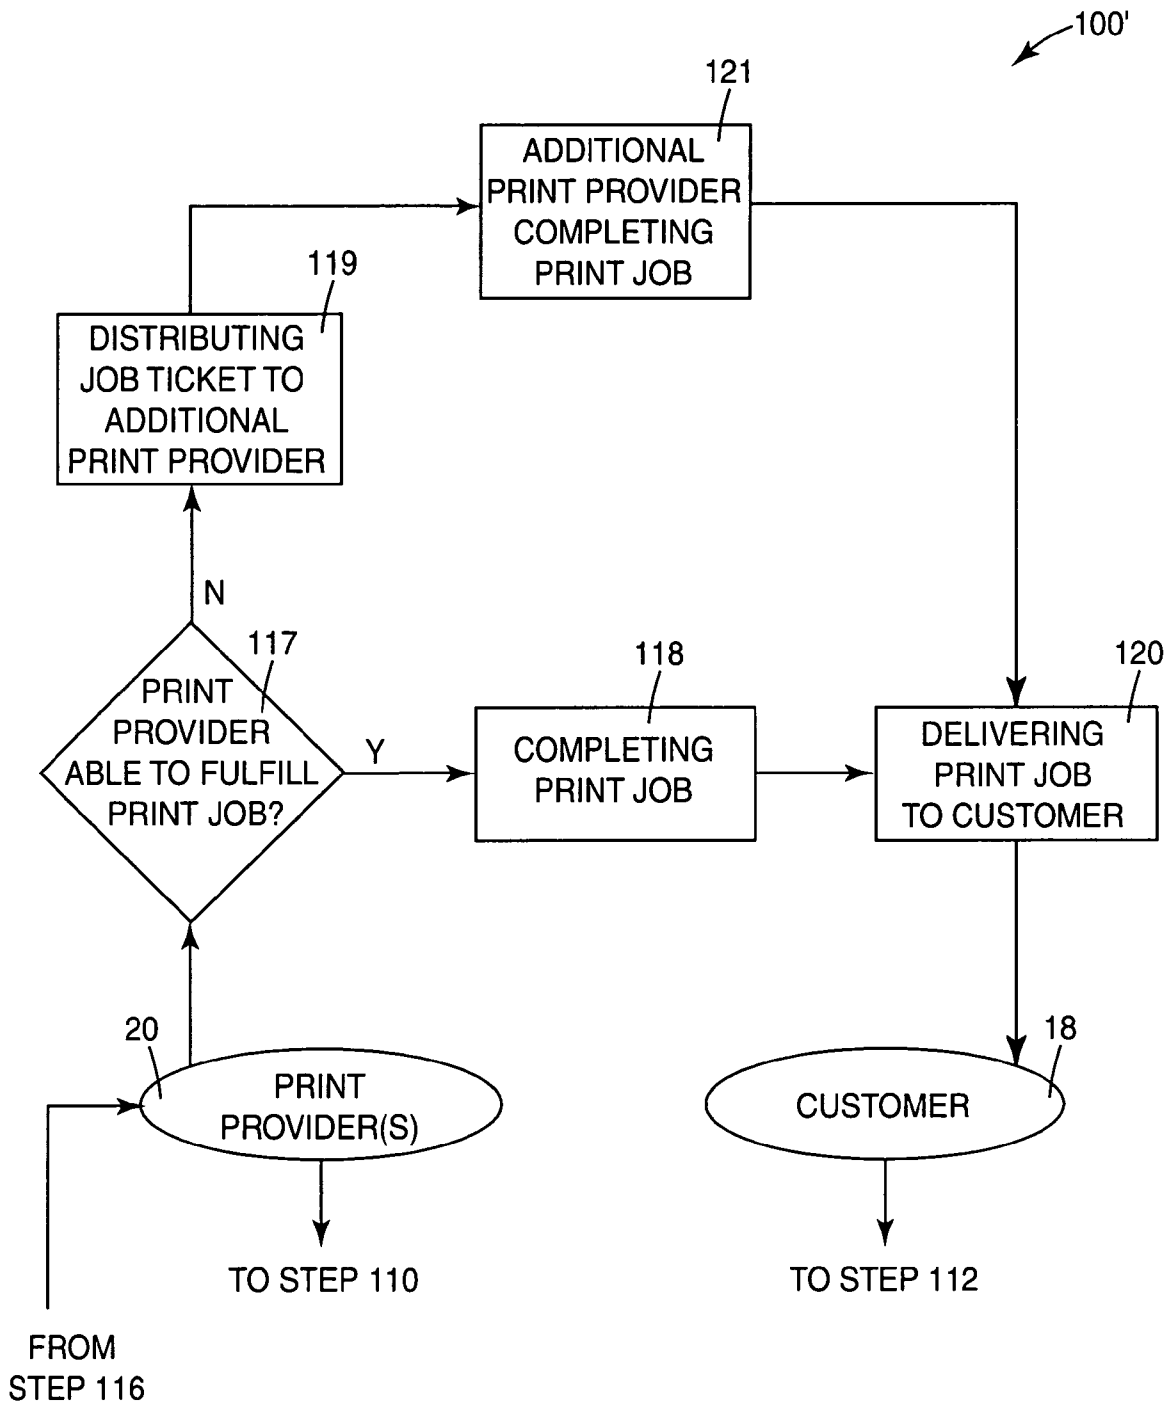 100'
121
ADDITIONAL
PRINT PROVIDER
COMPLETING
PRINT JOB
119
DISTRIBUTING
JOB TICKET TO
ADDITIONAL
PRINT PROVIDER
N
117
PRINT
PROVIDER
ABLE TO FULFILL
PRINT JOB?
Y
118
COMPLETING
PRINT JOB
120
DELIVERING
PRINT JOB
TO CUSTOMER
20
PRINT
PROVIDER(S)
18
CUSTOMER
TO STEP 110
TO STEP 112
FROM
STEP 116